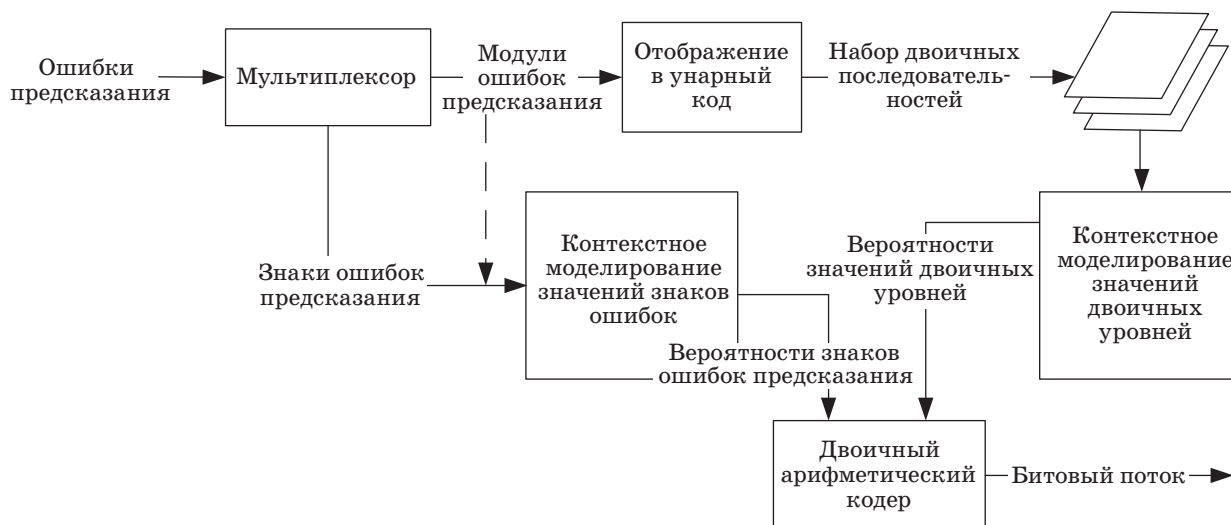 Ошибки
предсказания
Мультиплексор
Модули
ошибок
предсказания
Отображение
в унарный
код
Набор двоичных
последователь-
ностей
Знаки ошибок
предсказания
Контекстное
моделирование
значений знаков
ошибок
Вероятности
значений двоичных
уровней
Контекстное
моделирование
значений
двоичных
уровней
Вероятности знаков
ошибок предсказания
Двоичный
арифметический
кодер
Битовый поток